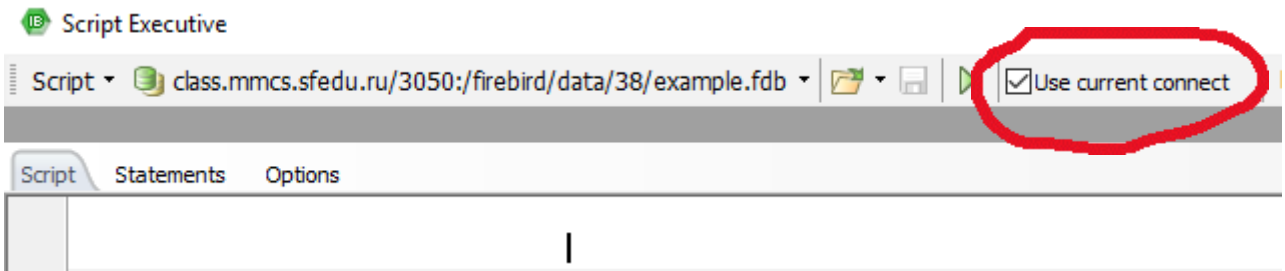 IB Script Executive
Script class.mmcs.sfedu.ru/3050:/firebird/data/38/example.fdb Use current connect
Script Statements Options